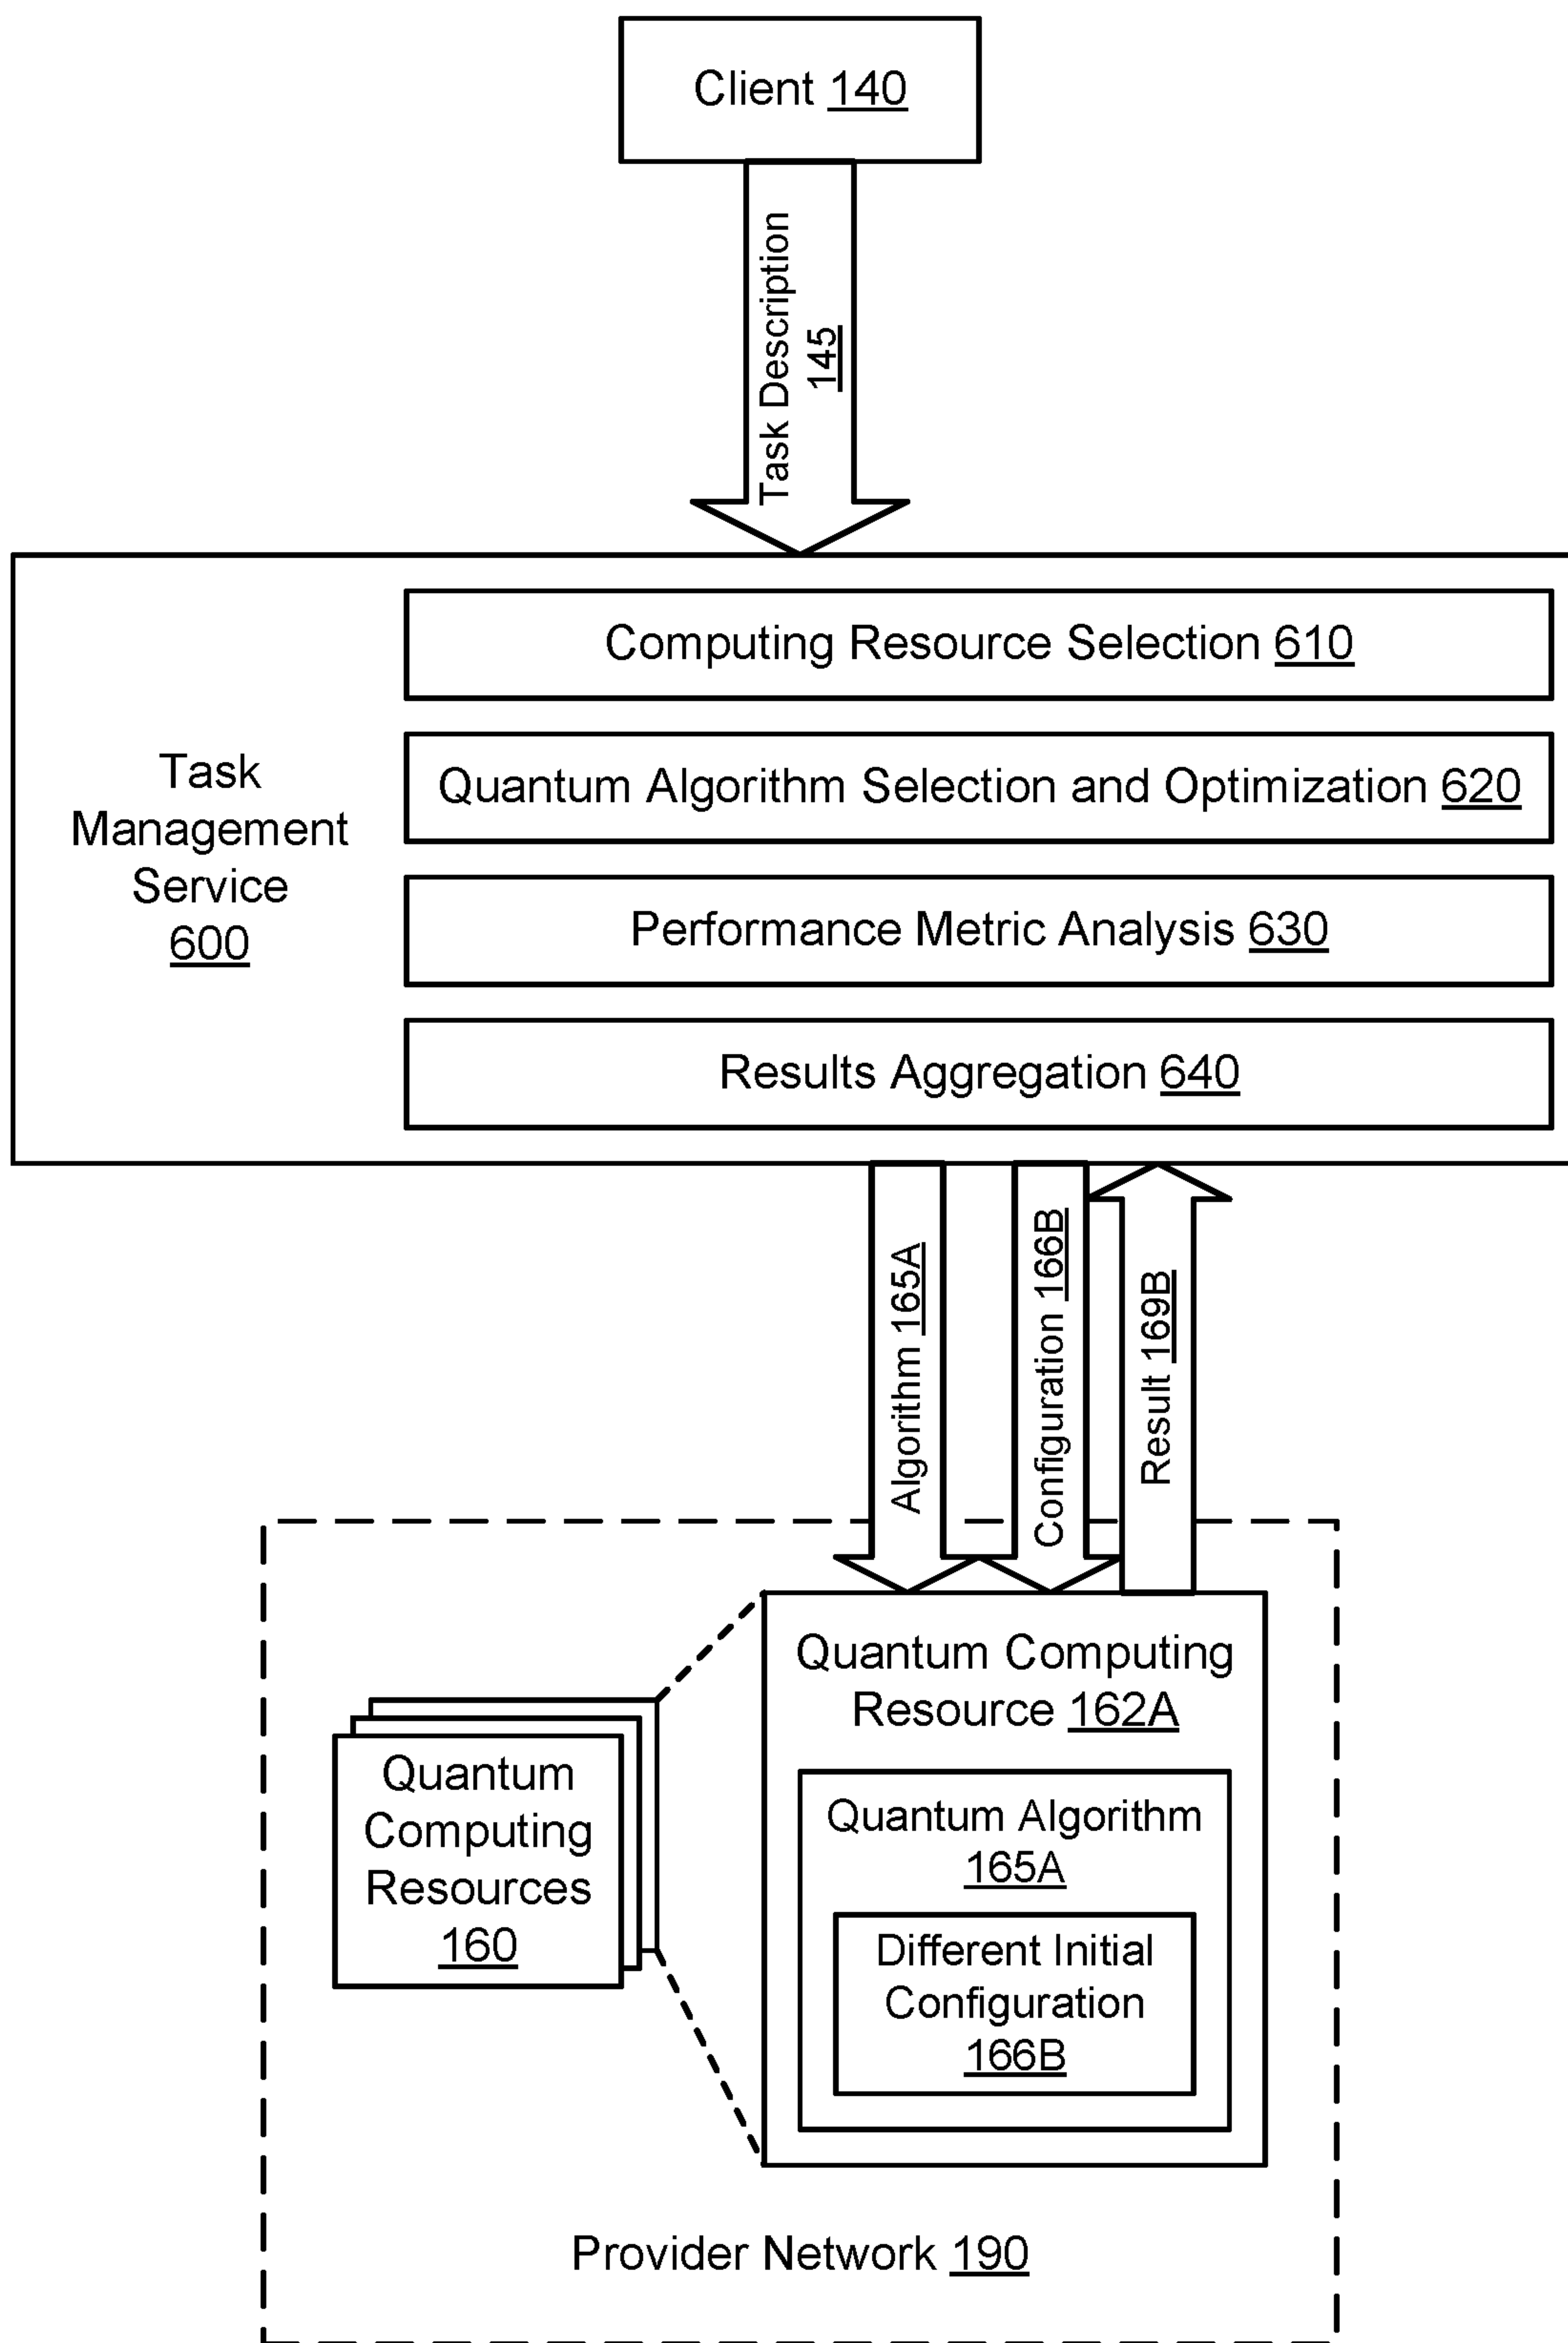 Client 140
Task Description
145
Computing Resource Selection 610
Quantum Algorithm Selection and Optimization 620
Task
Management
Service
600
Performance Metric Analysis 630
Results Aggregation 640
Algorithm 165A
Configuration 166B
Result 169B
Quantum Computing
Resource 162A
Quantum
Computing
Resources
160
Quantum Algorithm
165A
Different Initial
Configuration
166B
Provider Network 190